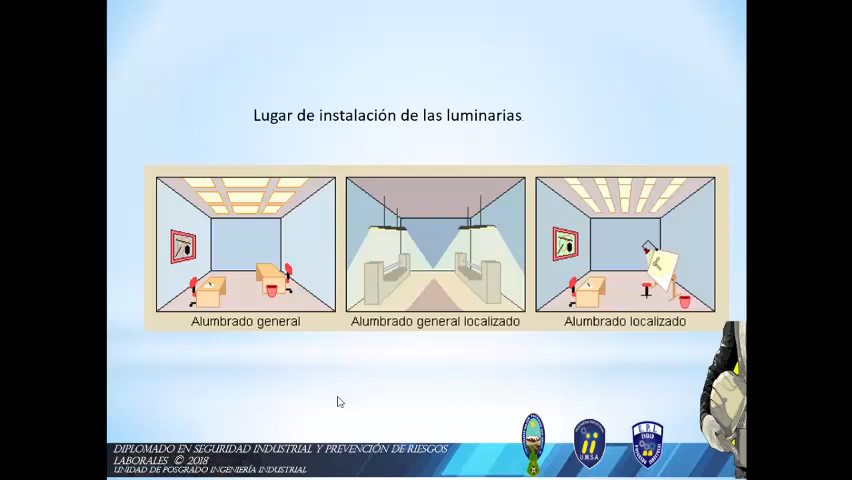 Lugar de instalación de las luminarias
Alumbrado general
Alumbrado general localizado
Alumbrado localizado
DIPLOMADO EN SEGURIDAD INDUSTRIAL Y PREVENCIÓN DE RIESGOS
LABORALES © 2018
UNIDAD DE POSGRADO INGENIERÍA INDUSTRIAL
U.M.S.A.